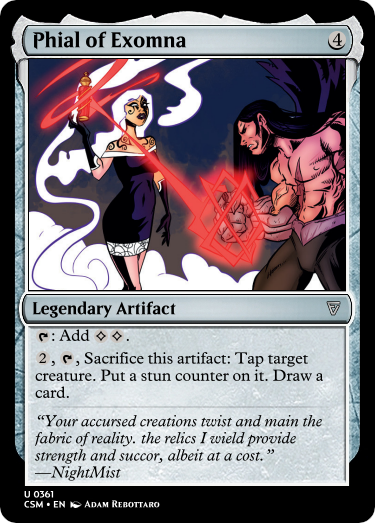 Phial of Exomna 4
Legendary Artifact
: Add .
2, , Sacrifice this artifact: Tap target
creature. Put a stun counter on it. Draw a
card.
“Your accursed creations twist and main the
fabric of reality. the relics I wield provide
strength and succor, albeit at a cost.”
—NightMist
U 0361
CSM • EN Adam Rebottaro